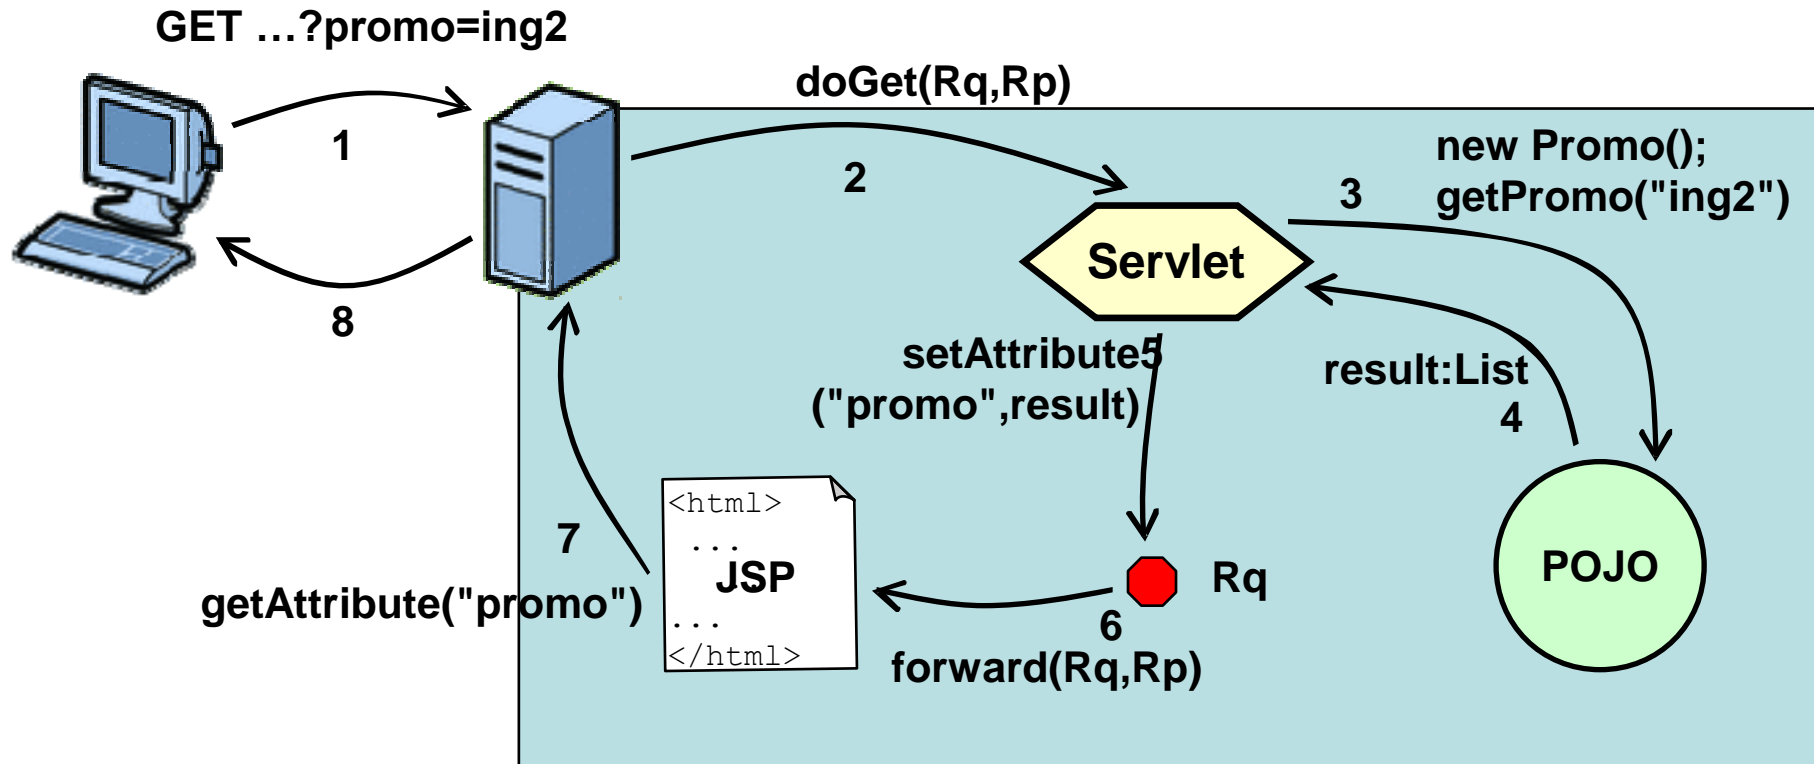 GET …?promo=ing2
doGet(Rq,Rp)
1
2
new Promo();
3
getPromo("ing2")
Servlet
8
setAttribute5
("promo",result)
result:List
4
<html>
...
JSP
...
</html>
7
getAttribute("promo")
Rq
POJO
6
forward(Rq,Rp)